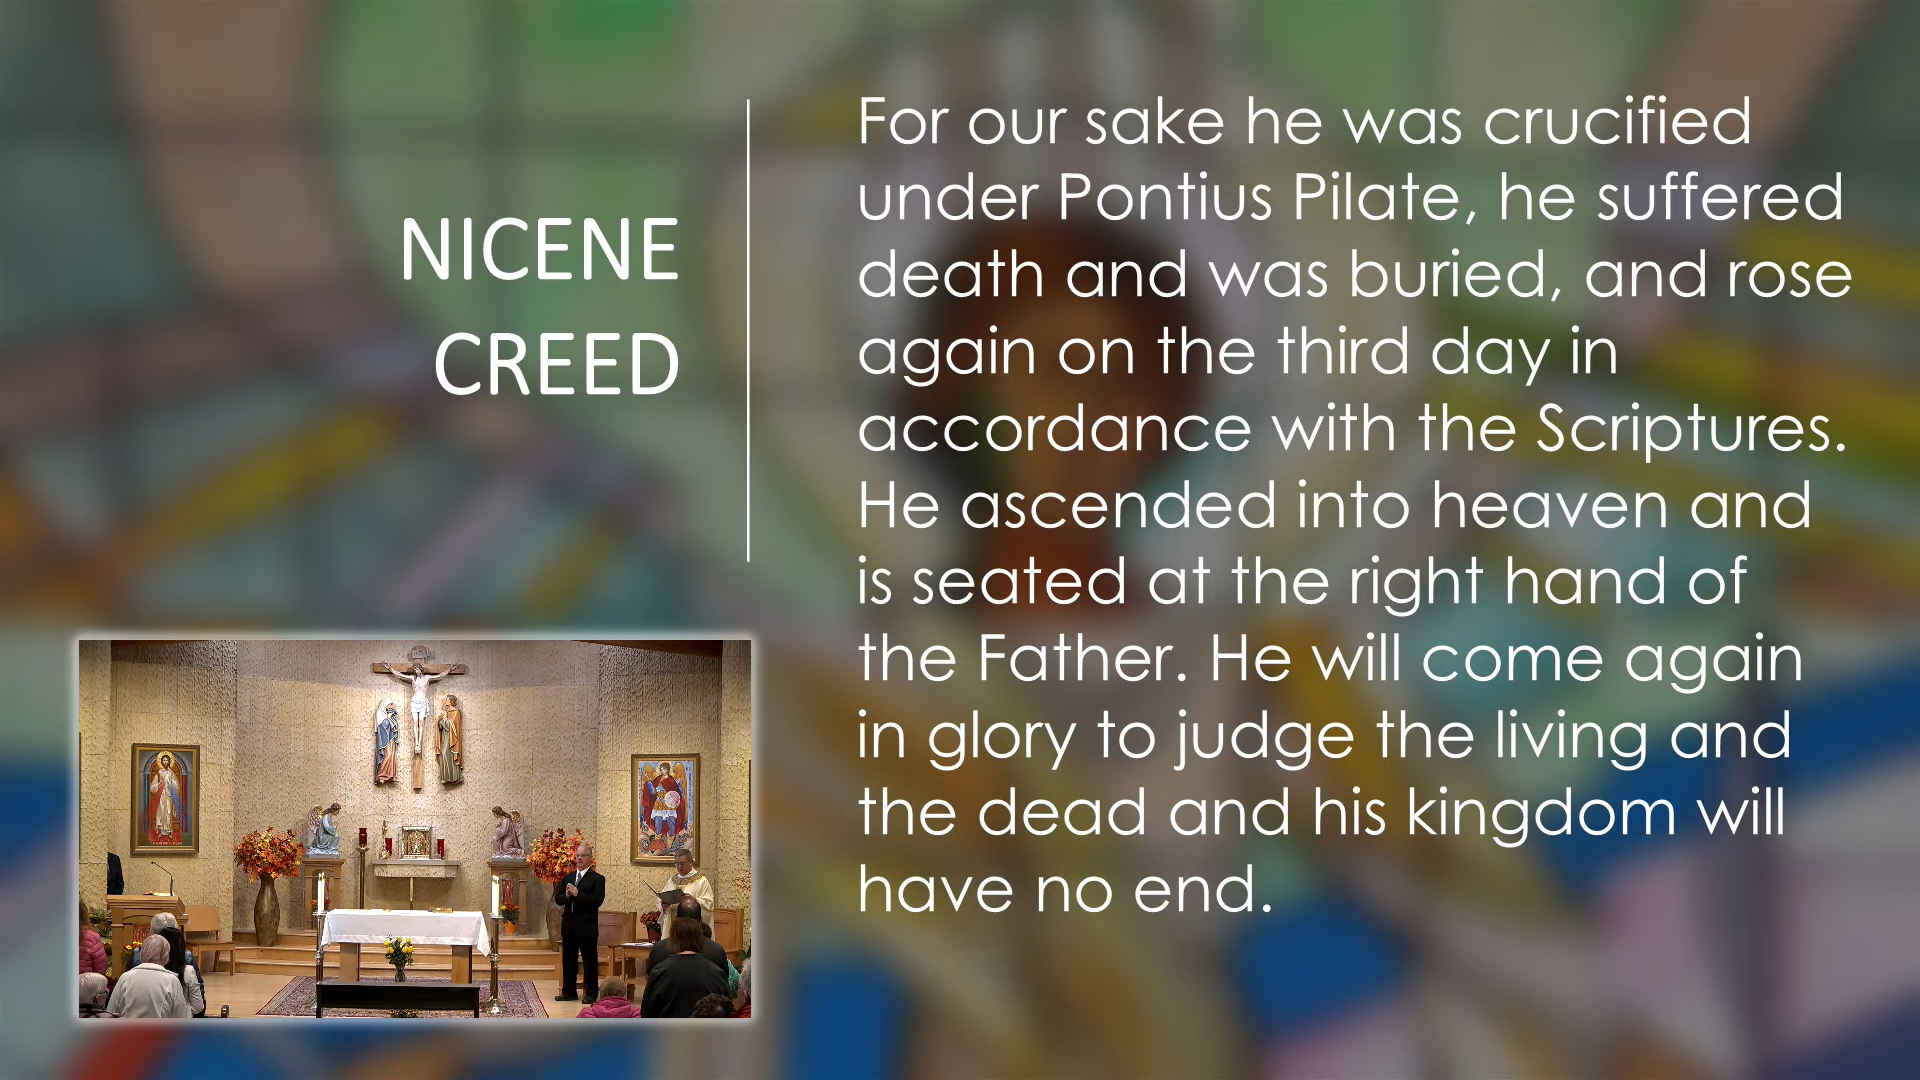 NICENE
CREED
For our sake he was crucified
under Pontius Pilate, he suffered
death and was buried, and rose
again on the third day in
accordance with the Scriptures.
He ascended into heaven and
is seated at the right hand of
the Father. He will come again
in glory to judge the living and
the dead and his kingdom will
have no end.